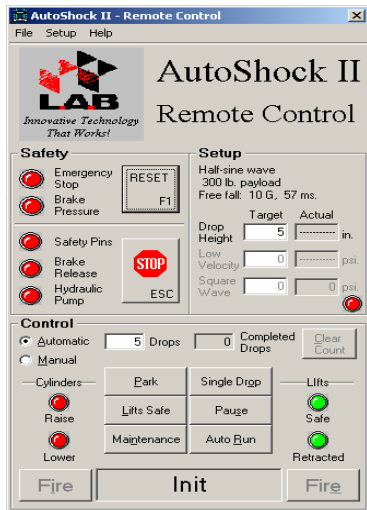 AutoShock II - Remote Control
File Setup Help
L.A.B
Innovative Technology
That Works!
AutoShock II
Remote Control
Safety
Emergency
Stop
Brake
Pressure
RESET
F1
Safety Pins
Brake
Release
Hydraulic
Pump
STOP
ESC
Setup
Half-sine wave
300 lb. payload
Free fall: 10 G, 57 ms.
Target Actual
Drop
Height 5 ---------- in.
Low
Velocity 0 ---------- psi.
Square
Wave 0 0 psi.
Control
Automatic 5 Drops 0 Completed
Drops
Clear
Count
Manual
Cylinders
Raise
Lower
Park
Single Drop
Lifts Safe
Pause
Maintenance
Auto Run
LIfts
Safe
Retracted
Fire
Init
Fire